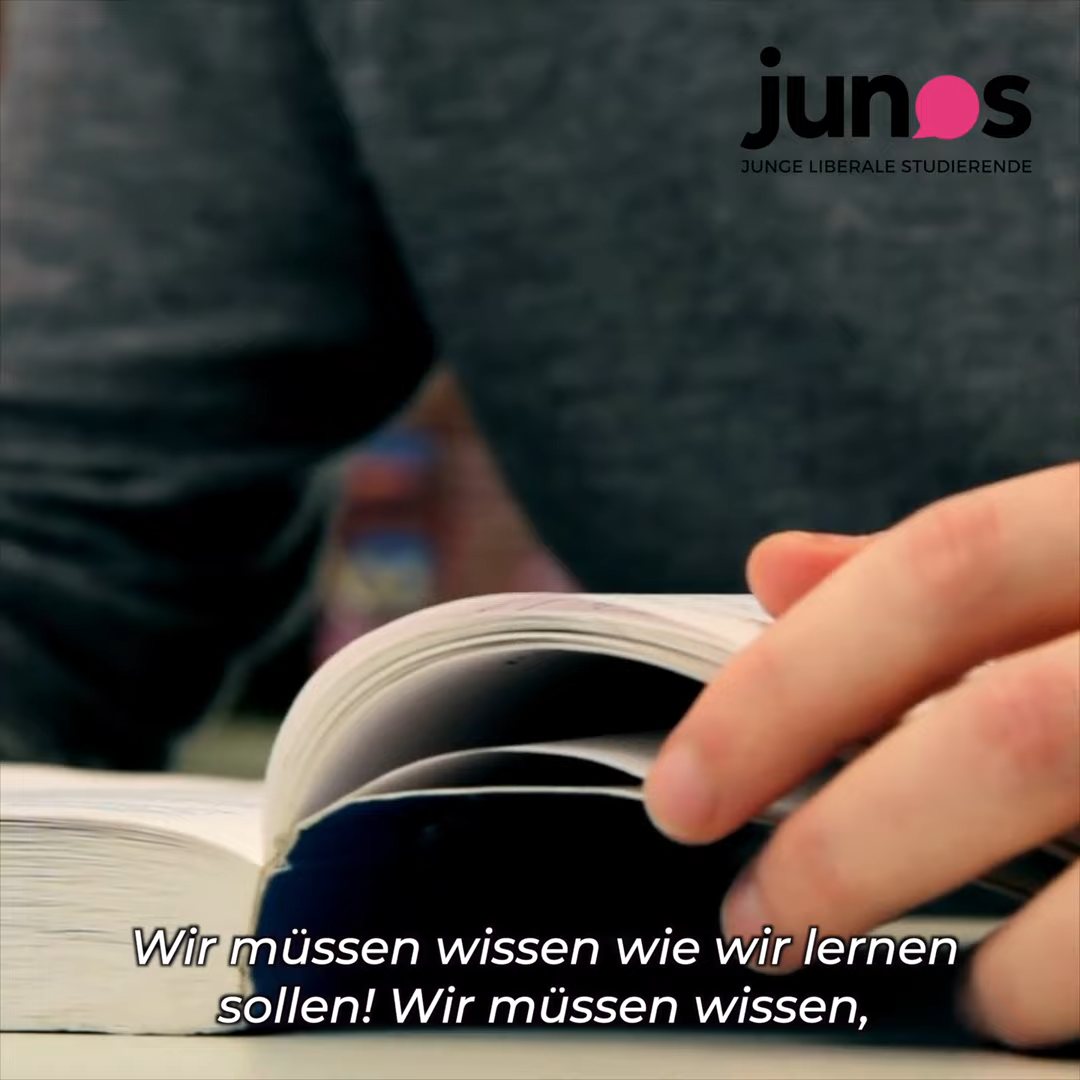 junos
JUNGE LIBERALE STUDIERENDE
Wir müssen wissen wie wir lernen
sollen! Wir müssen wissen,